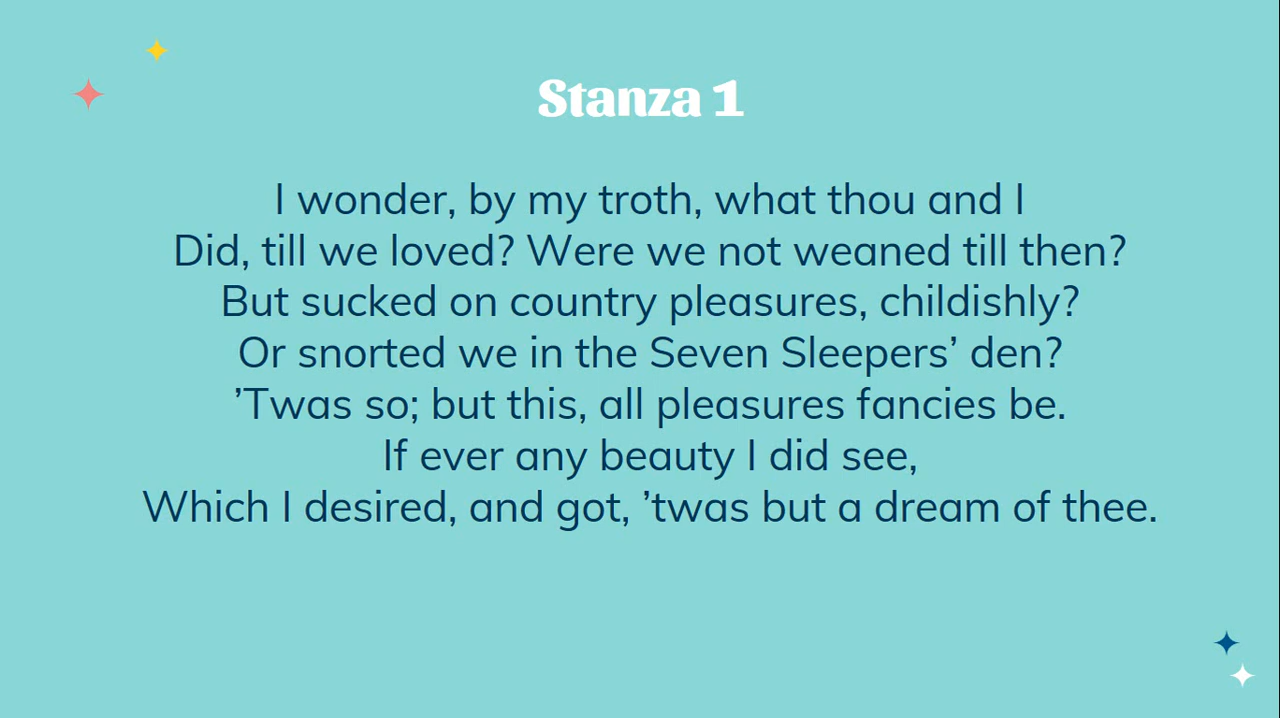 Stanza 1
I wonder, by my troth, what thou and I
Did, till we loved? Were we not weaned till then?
But sucked on country pleasures, childishly?
Or snorted we in the Seven Sleepers’ den?
’Twas so; but this, all pleasures fancies be.
If ever any beauty I did see,
Which I desired, and got, ’twas but a dream of thee.